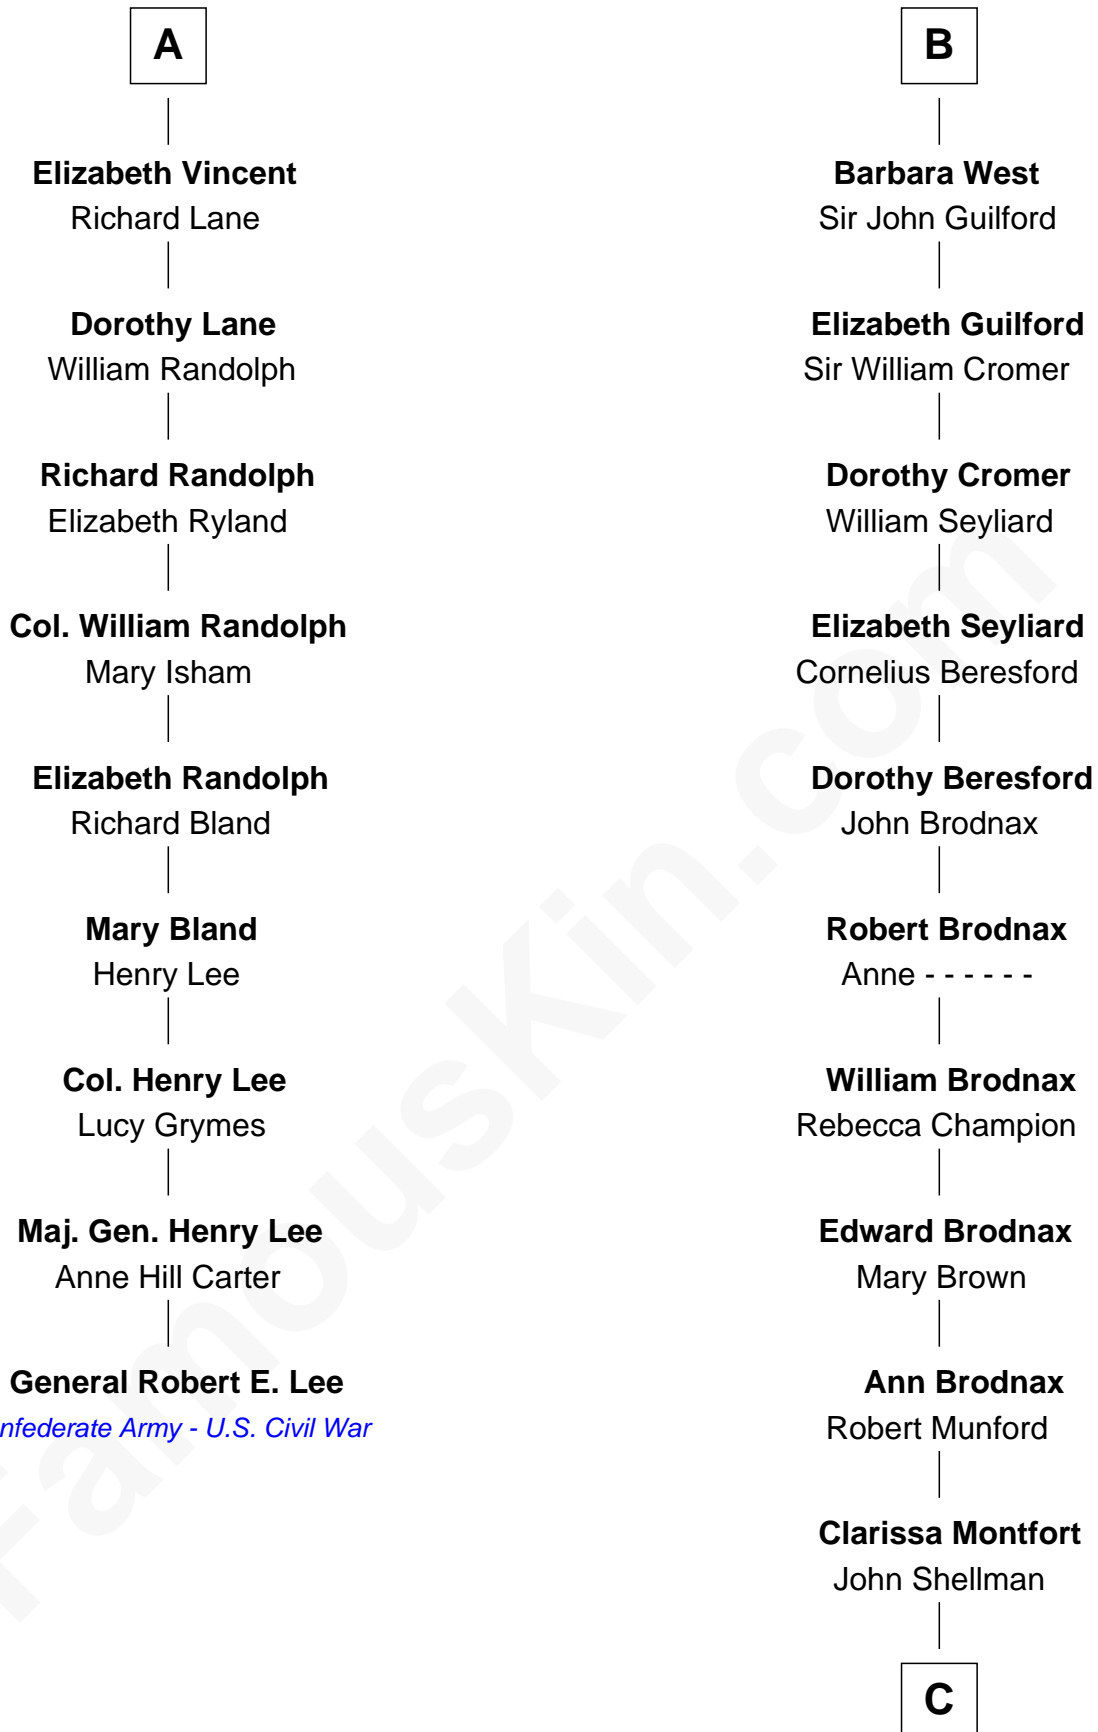 A
Elizabeth Vincent
Richard Lane
Dorothy Lane
William Randolph
Richard Randolph
Elizabeth Ryland
Col. William Randolph
Mary Isham
Elizabeth Randolph
Richard Bland
Mary Bland
Henry Lee
Col. Henry Lee
Lucy Grymes
Maj. Gen. Henry Lee
Anne Hill Carter
General Robert E. Lee
nfederate Army - U.S. Civil War
B
Barbara West
Sir John Guilford
Elizabeth Guilford
Sir William Cromer
Dorothy Cromer
William Seyliard
Elizabeth Seyliard
Cornelius Beresford
Dorothy Beresford
John Brodnax
Robert Brodnax
Anne - - - - - -
William Brodnax
Rebecca Champion
Edward Brodnax
Mary Brown
Ann Brodnax
Robert Munford
Clarissa Montfort
John Shellman
C
FamousKin.com